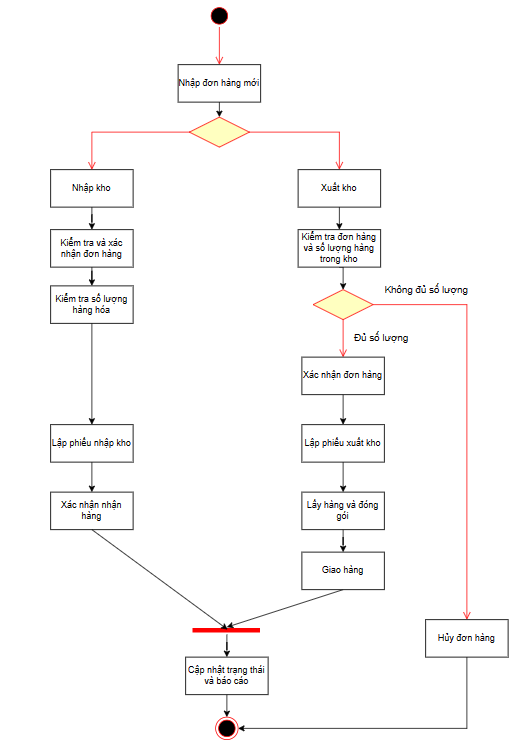 Nhập đơn hàng mới
Nhập kho
Xuất kho
Kiểm tra và xác
nhận đơn hàng
Kiểm tra đơn hàng
và số lượng hàng
trong kho
Kiểm tra số lượng
hàng hóa
Không đủ số lượng
Đủ số lượng
Xác nhận đơn hàng
Lập phiếu nhập kho
Lập phiếu xuất kho
Xác nhận nhận
hàng
Lấy hàng và đóng
gói
Giao hàng
Hủy đơn hàng
Cập nhật trạng thái
và báo cáo